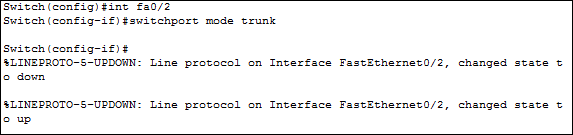 Switch(config)#int fa0/2
Switch(config-if)#switchport mode trunk
Switch(config-if)#
%LINEPROTO-5-UPDOWN: Line protocol on Interface FastEthernet0/2, changed state t
o down
%LINEPROTO-5-UPDOWN: Line protocol on Interface FastEthernet0/2, changed state t
o up